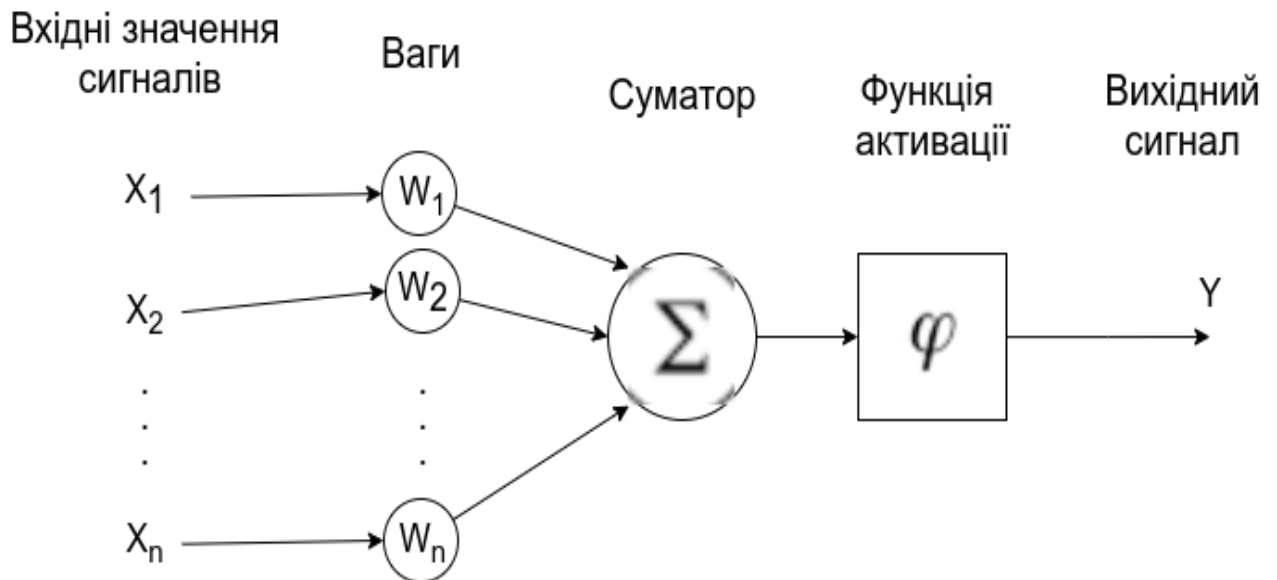 Вхідні значення
сигналів
Ваги
Суматор
Функція
активації
Вихідний
сигнал
X₁
W₁
X₂
W₂
Σ
φ
Y
.
.
.
.
.
.
Xₙ
Wₙ